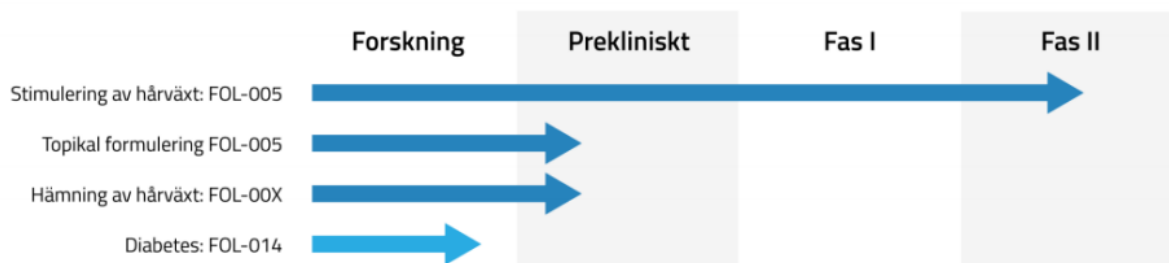 Forskning Prekliniskt Fas I Fas II
Stimulering av hårväxt: FOL-005
Topikal formulering FOL-005
Hämning av hårväxt: FOL-00X
Diabetes: FOL-014